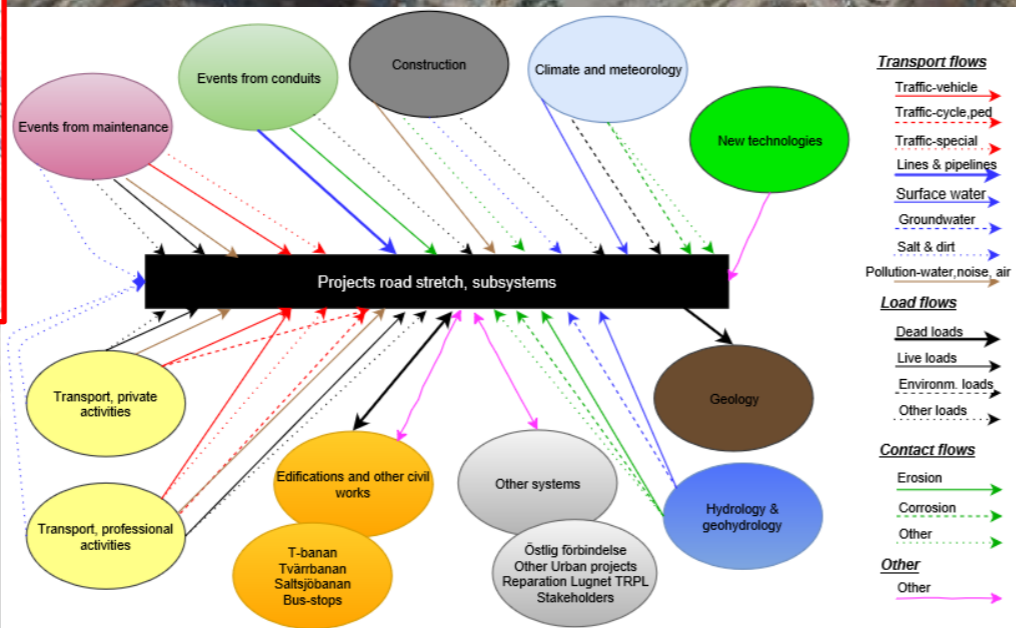 Events from maintenance
Events from conduits
Construction
Climate and meteorology
New technologies
Projects road stretch, subsystems
Transport, private
activities
Transport, professional
activities
Edifications and other civil
works
T-banan
Tvärrbanan
Saltsjöbanan
Bus-stops
Other systems
Östlig förbindelse
Other Urban projects
Reparation Lugnet TRPL
Stakeholders
Geology
Hydrology &
geohydrology
Transport flows
Traffic-vehicle
Traffic-cycle,ped
Traffic-special
Lines & pipelines
Surface water
Groundwater
Salt & dirt
Pollution-water,noise, air
Load flows
Dead loads
Live loads
Environm. loads
Other loads
Contact flows
Erosion
Corrosion
Other
Other
Other